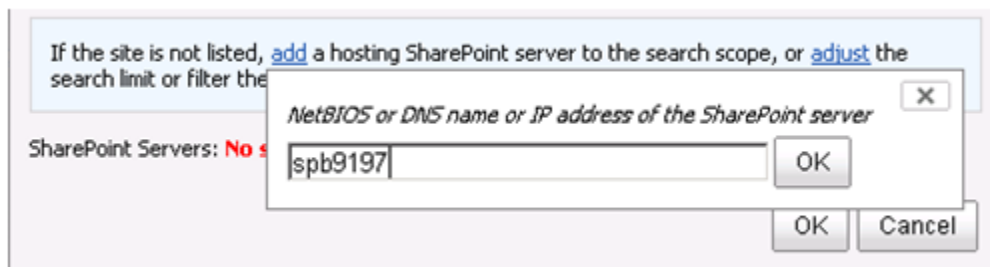 If the site is not listed, add a hosting SharePoint server to the search scope, or adjust the
search limit or filter the
NetBIOS or DNS name or IP address of the SharePoint server
SharePoint Servers: No
spb9197
OK
OK
Cancel